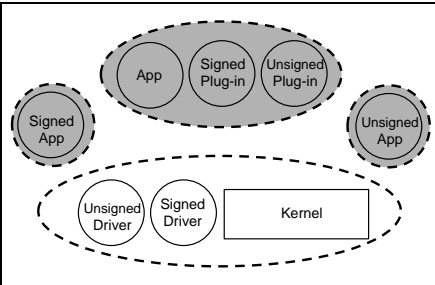 App
Signed
Plug-in
Unsigned
Plug-in
Signed
App
Unsigned
App
Unsigned
Driver
Signed
Driver
Kernel